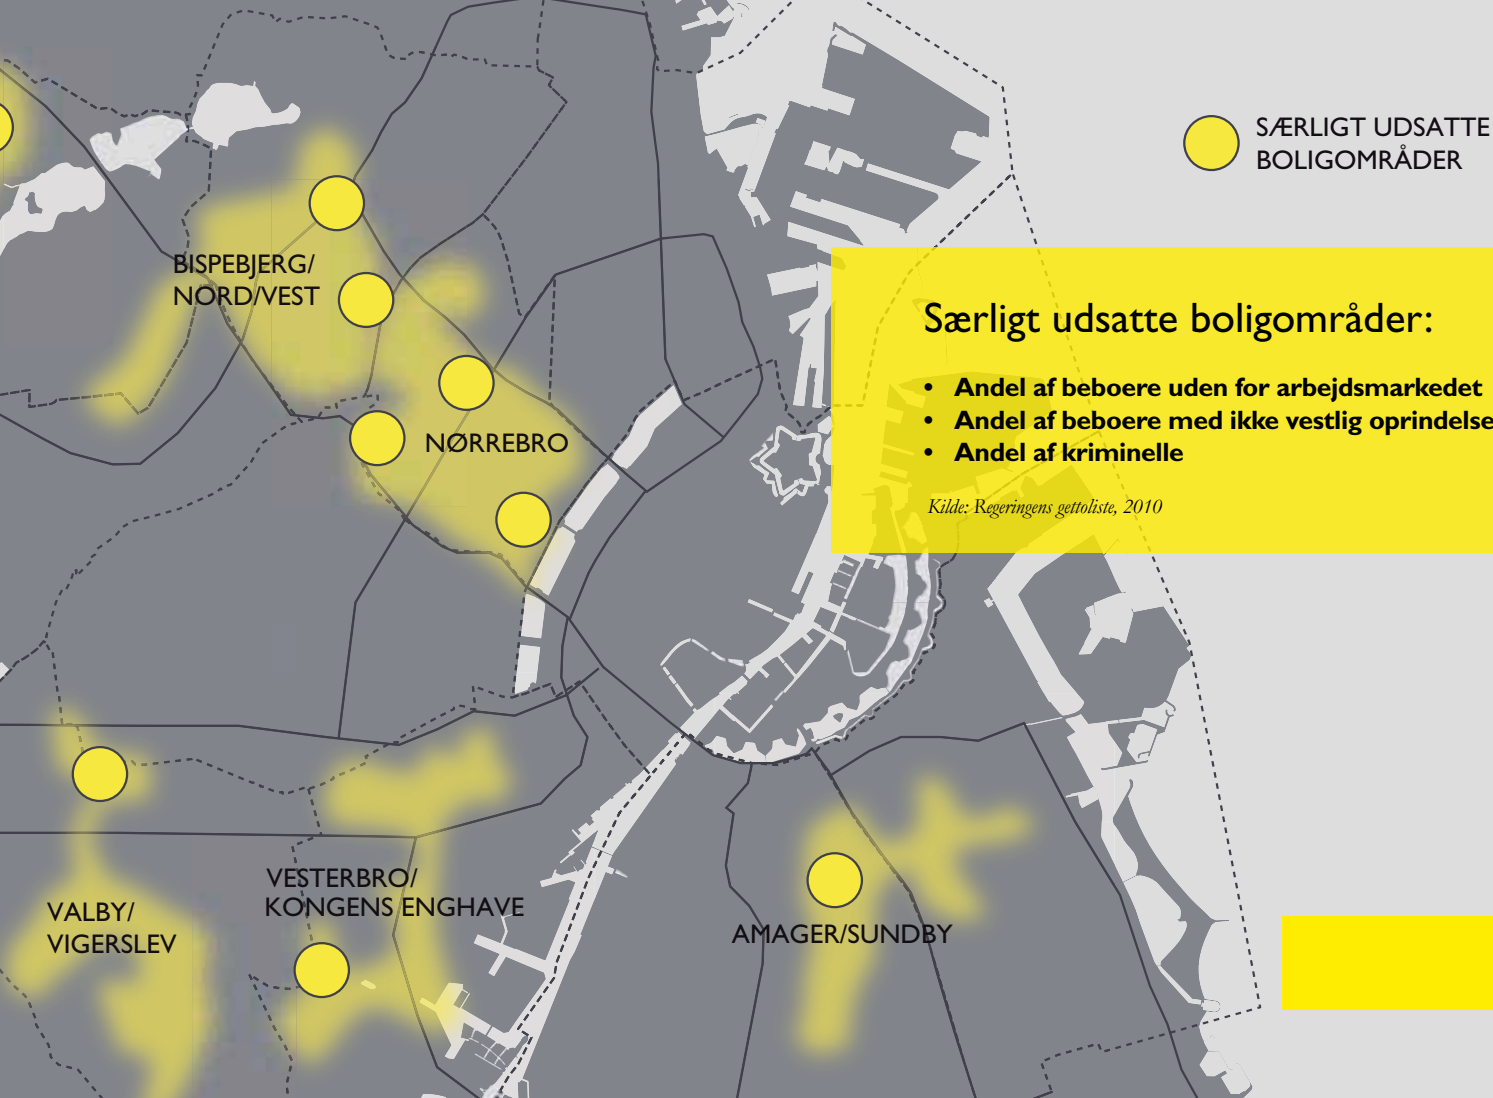 SÆRLIGT UDSATTE
BOLIGOMRÅDER
BISPEBJERG/
NORD/VEST
Særligt udsatte boligområder:
• Andel af beboere uden for arbejdsmarkedet
• Andel af beboere med ikke vestlig oprindelse
• Andel af kriminelle
Kilde: Regeringens gettoliste, 2010
NØRREBRO
VESTERBRO/
KONGENS ENGHAVE
VALBY/
VIGERSLEV
AMAGER/SUNDBY